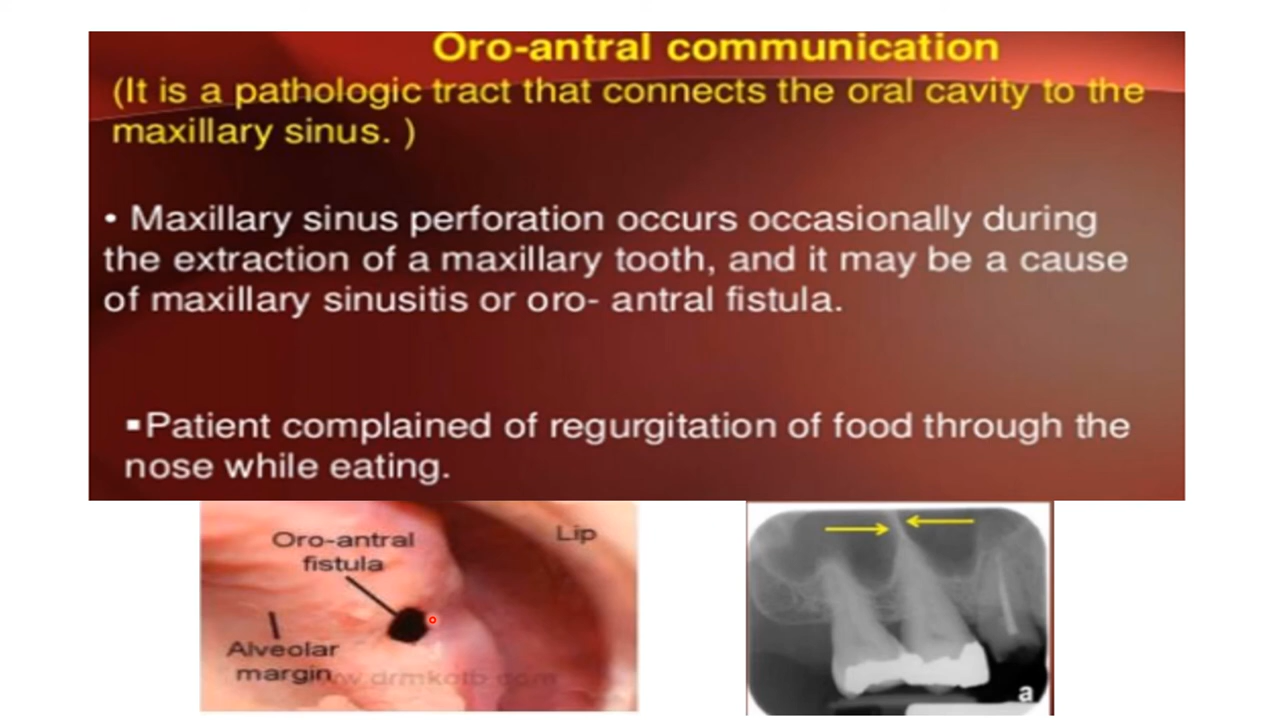 Oro-antral communication
(It is a pathologic tract that connects the oral cavity to the
maxillary sinus. )
• Maxillary sinus perforation occurs occasionally during
the extraction of a maxillary tooth, and it may be a cause
of maxillary sinusitis or oro- antral fistula.
▪Patient complained of regurgitation of food through the
nose while eating.
Oro-antral
fistula
Lip
Alveolar
margin
w.drmkotb.com
a